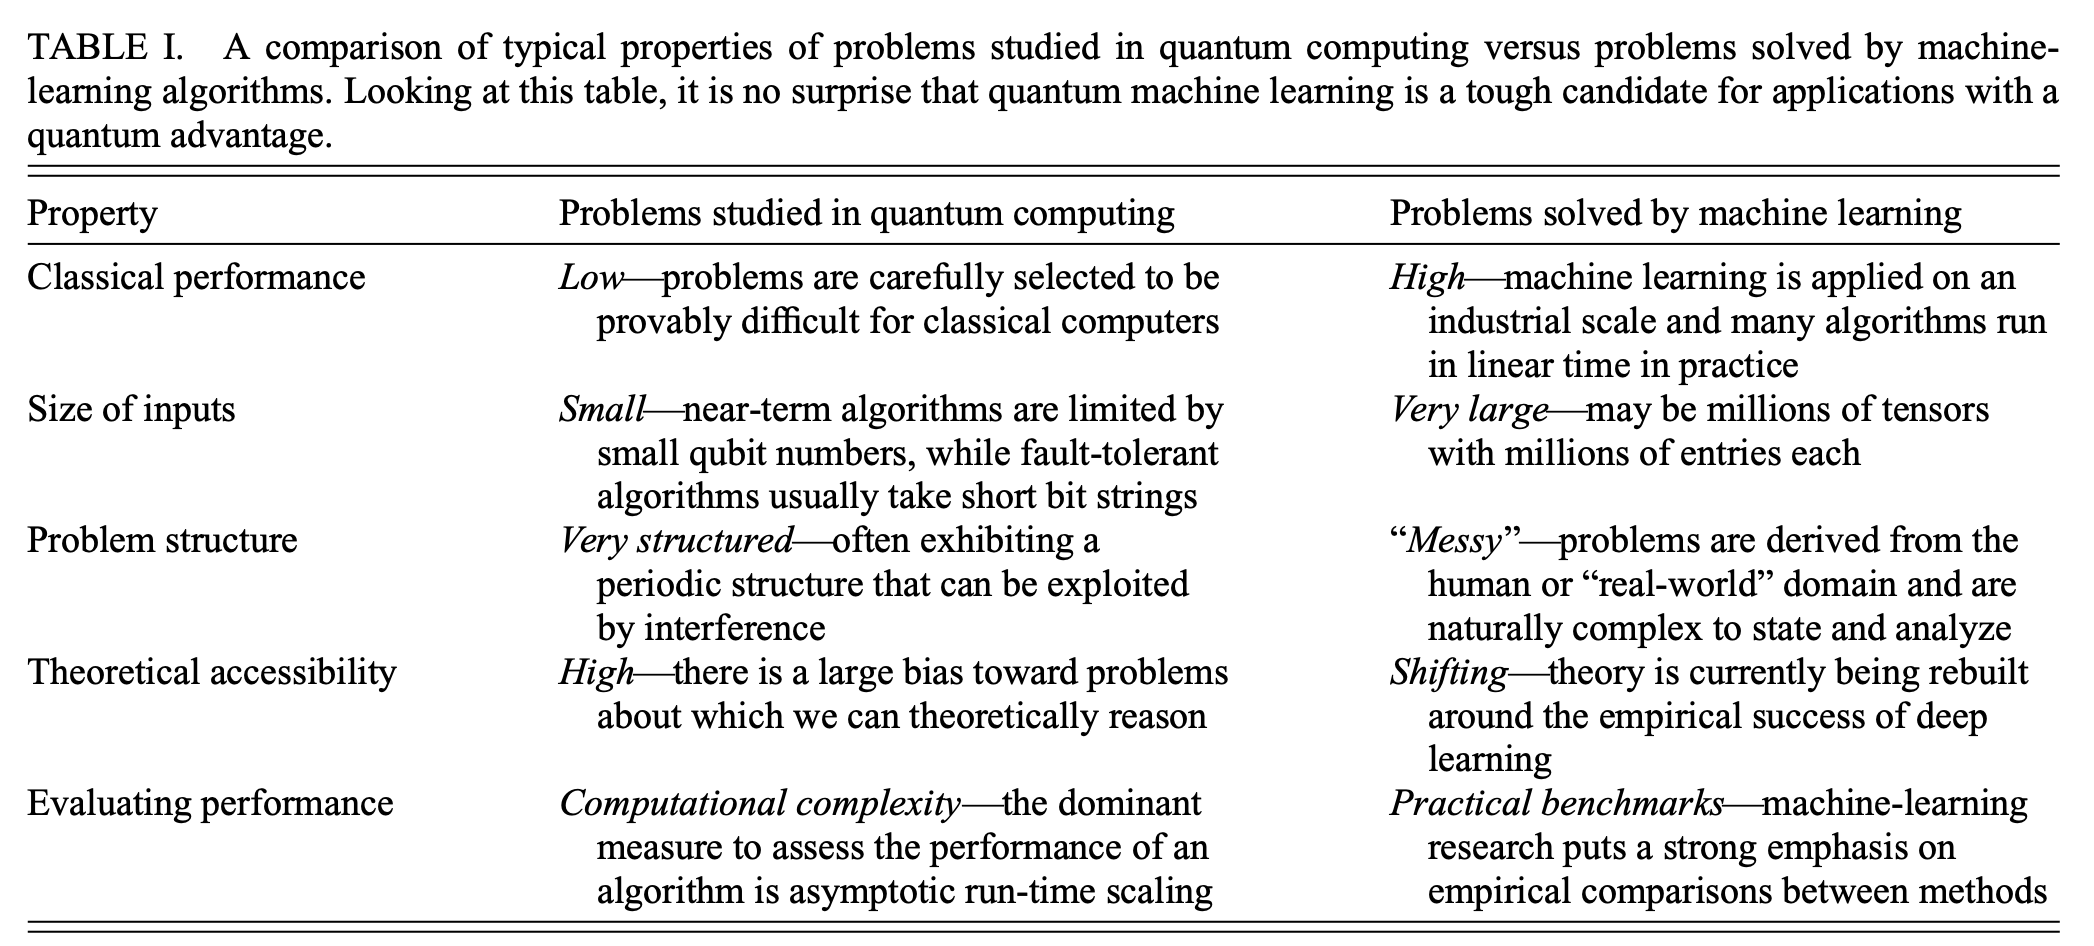 TABLE I. A comparison of typical properties of problems studied in quantum computing versus problems solved by machine-
learning algorithms. Looking at this table, it is no surprise that quantum machine learning is a tough candidate for applications with a
quantum advantage.
Property Problems studied in quantum computing Problems solved by machine learning
Classical performance Low—problems are carefully selected to be High—machine learning is applied on an
provably difficult for classical computers industrial scale and many algorithms run
in linear time in practice
Size of inputs Small—near-term algorithms are limited by Very large—may be millions of tensors
small qubit numbers, while fault-tolerant with millions of entries each
algorithms usually take short bit strings
Problem structure Very structured—often exhibiting a “Messy”—problems are derived from the
periodic structure that can be exploited human or “real-world” domain and are
by interference naturally complex to state and analyze
Theoretical accessibility High—there is a large bias toward problems Shifting—theory is currently being rebuilt
about which we can theoretically reason around the empirical success of deep
learning
Evaluating performance Computational complexity—the dominant Practical benchmarks—machine-learning
measure to assess the performance of an research puts a strong emphasis on
algorithm is asymptotic run-time scaling empirical comparisons between methods